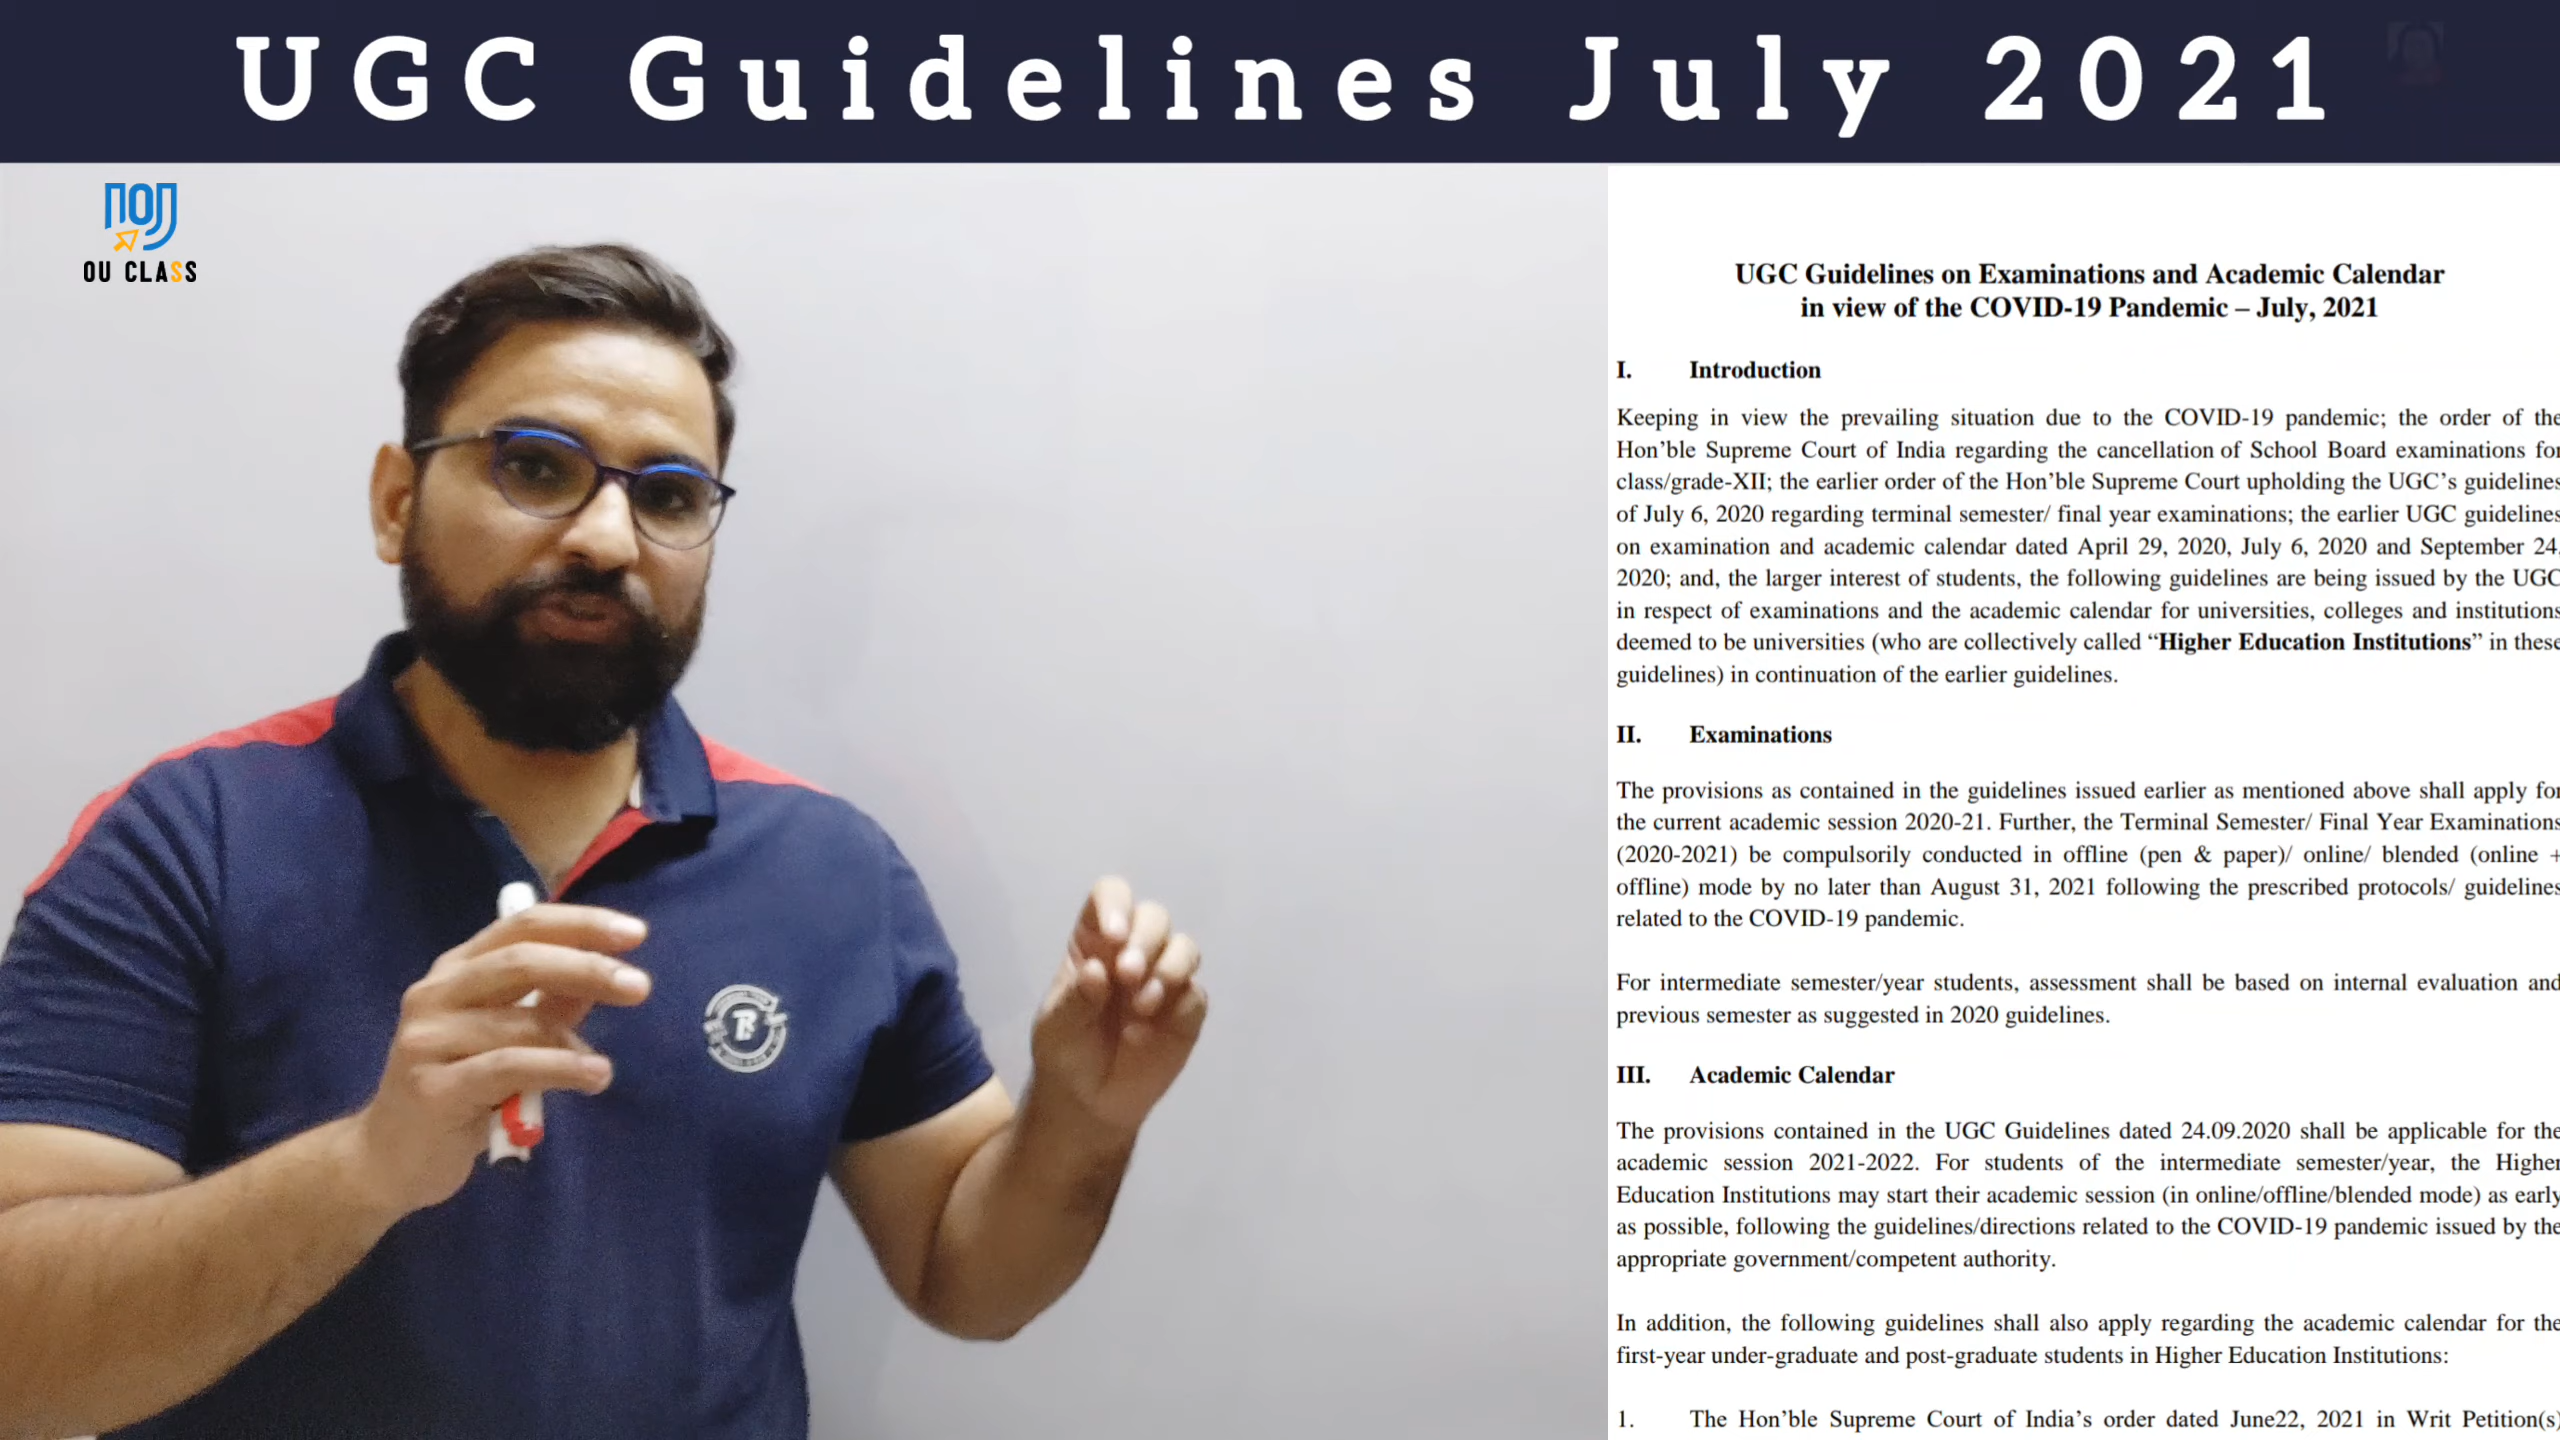 UGC Guidelines July 2021
OU CLASS
UGC Guidelines on Examinations and Academic Calendar
in view of the COVID-19 Pandemic – July, 2021
I. Introduction
Keeping in view the prevailing situation due to the COVID-19 pandemic; the order of the
Hon’ble Supreme Court of India regarding the cancellation of School Board examinations for
class/grade-XII; the earlier order of the Hon’ble Supreme Court upholding the UGC’s guidelines
of July 6, 2020 regarding terminal semester/ final year examinations; the earlier UGC guidelines
on examination and academic calendar dated April 29, 2020, July 6, 2020 and September 24,
2020; and, the larger interest of students, the following guidelines are being issued by the UGC
in respect of examinations and the academic calendar for universities, colleges and institutions
deemed to be universities (who are collectively called “Higher Education Institutions” in these
guidelines) in continuation of the earlier guidelines.
II. Examinations
The provisions as contained in the guidelines issued earlier as mentioned above shall apply for
the current academic session 2020-21. Further, the Terminal Semester/ Final Year Examinations
(2020-2021) be compulsorily conducted in offline (pen & paper)/ online/ blended (online +
offline) mode by no later than August 31, 2021 following the prescribed protocols/ guidelines
related to the COVID-19 pandemic.
For intermediate semester/year students, assessment shall be based on internal evaluation and
previous semester as suggested in 2020 guidelines.
III. Academic Calendar
The provisions contained in the UGC Guidelines dated 24.09.2020 shall be applicable for the
academic session 2021-2022. For students of the intermediate semester/year, the Higher
Education Institutions may start their academic session (in online/offline/blended mode) as early
as possible, following the guidelines/directions related to the COVID-19 pandemic issued by the
appropriate government/competent authority.
In addition, the following guidelines shall also apply regarding the academic calendar for the
first-year under-graduate and post-graduate students in Higher Education Institutions:
1. The Hon’ble Supreme Court of India’s order dated June22, 2021 in Writ Petition(s)